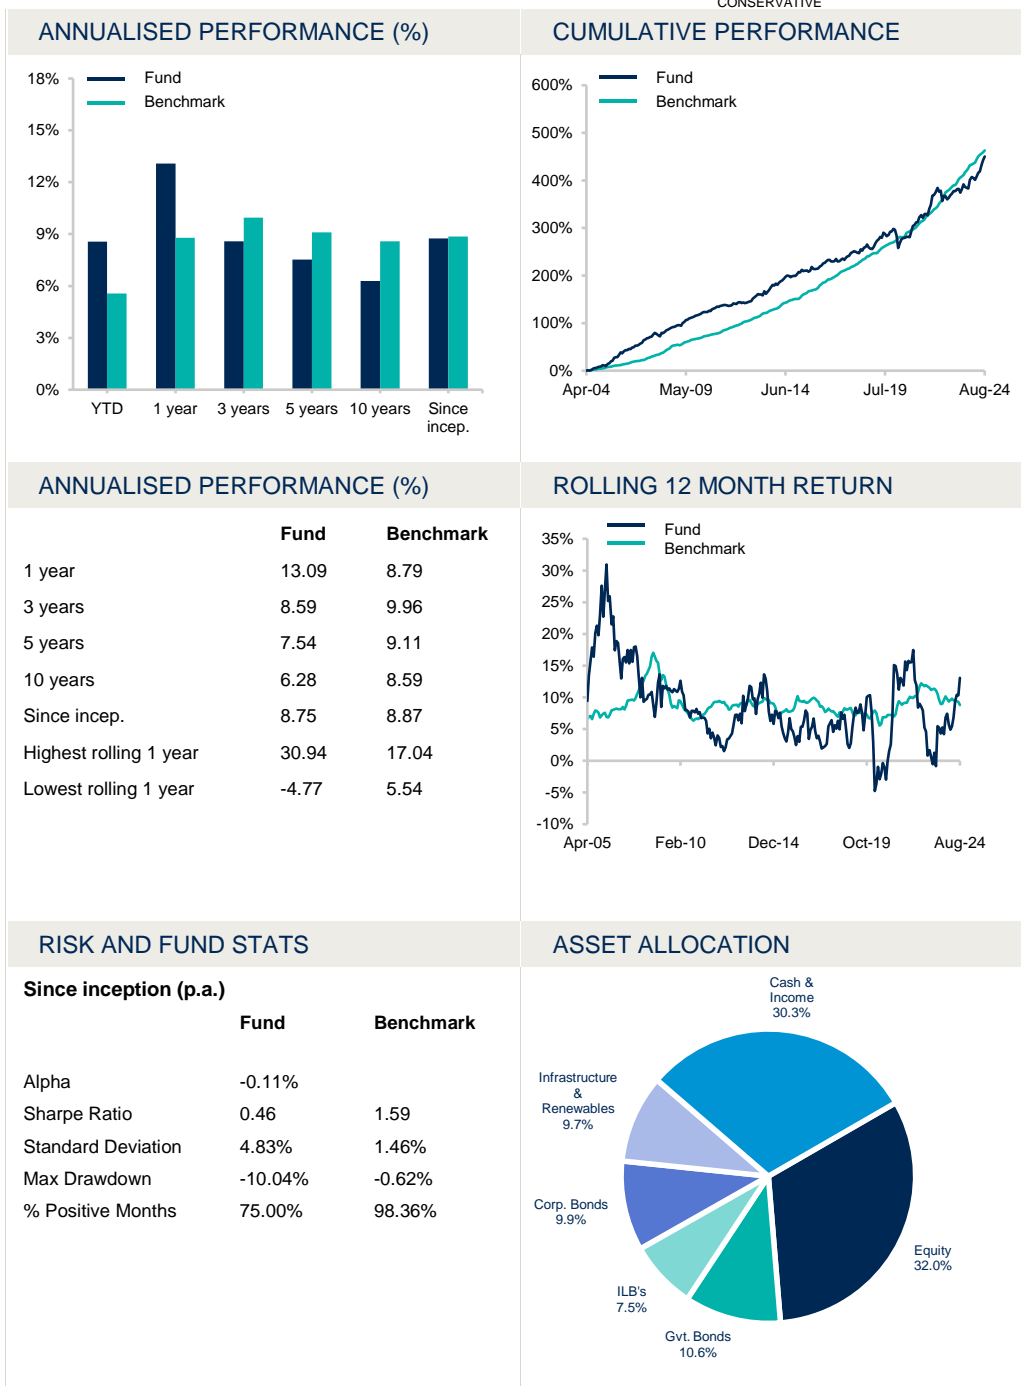 CONSERVATIVE
ANNUALISED PERFORMANCE (%)
Fund
Benchmark
18%
15%
12%
9%
6%
3%
0%
YTD 1 year 3 years 5 years 10 years Since
incep.
CUMULATIVE PERFORMANCE
Fund
Benchmark
600%
500%
400%
300%
200%
100%
0%
Apr-04 May-09 Jun-14 Jul-19 Aug-24
ANNUALISED PERFORMANCE (%)
Fund Benchmark
1 year 13.09 8.79
3 years 8.59 9.96
5 years 7.54 9.11
10 years 6.28 8.59
Since incep. 8.75 8.87
Highest rolling 1 year 30.94 17.04
Lowest rolling 1 year -4.77 5.54
ROLLING 12 MONTH RETURN
Fund
Benchmark
35%
30%
25%
20%
15%
10%
5%
0%
-5%
-10%
Apr-05 Feb-10 Dec-14 Oct-19 Aug-24
RISK AND FUND STATS
Since inception (p.a.)
Fund Benchmark
Alpha -0.11%
Sharpe Ratio 0.46 1.59
Standard Deviation 4.83% 1.46%
Max Drawdown -10.04% -0.62%
% Positive Months 75.00% 98.36%
ASSET ALLOCATION
Cash &
Income
30.3%
Infrastructure
&
Renewables
9.7%
Corp. Bonds
9.9%
ILB's
7.5%
Gvt. Bonds
10.6%
Equity
32.0%